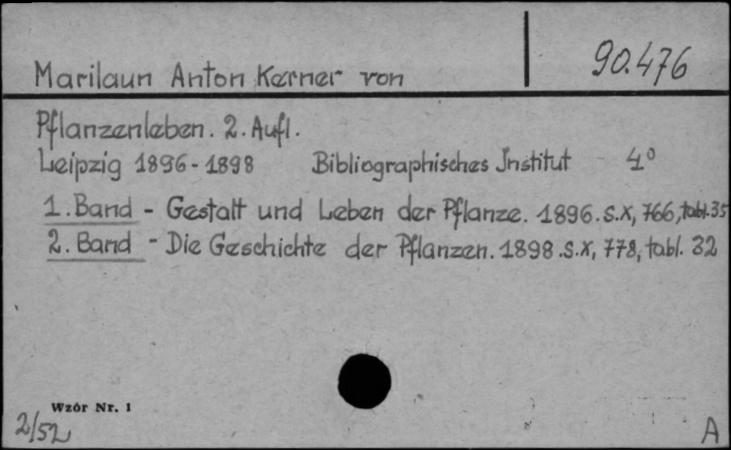 90.476
Marilaun Anton Kerner von
Pflanzenleben. 2. Aufl.
Leipzig 1896-1898 Bibliographisches Institut 4°
1. Band - Gestalt und Leben der Pflanze. 1896. S.X, 766, tabl. 35
2. Band - Die Geschichte der Pflanzen. 1898. S.X, 778, tabl. 32
Wzór Nr. 1
2/52
A